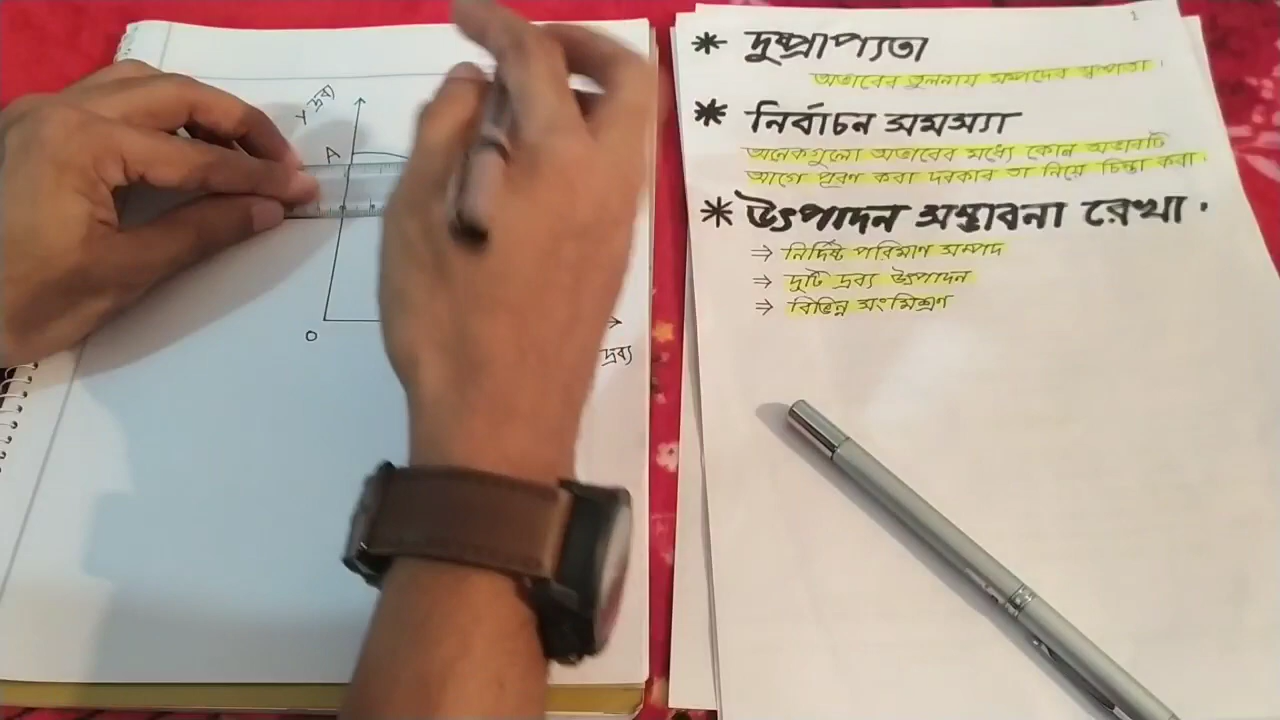 Y দ্রব্য
A
O
দ্রব্য
1
* দুষ্প্রাপ্যতা
অভাবের তুলনায় সম্পদের স্বল্পতা।
* নির্বাচন সমস্যা
অনেকগুলো অভাবের মধ্যে কোন অভাবটি
আগে পূরণ করা দরকার তা নিয়ে চিন্তা করা।
* উৎপাদন সম্ভাবনা রেখা।
⇒ নির্দিষ্ট পরিমাণ সম্পদ
⇒ দুটি দ্রব্য উৎপাদন
⇒ বিভিন্ন সংমিশ্রণ